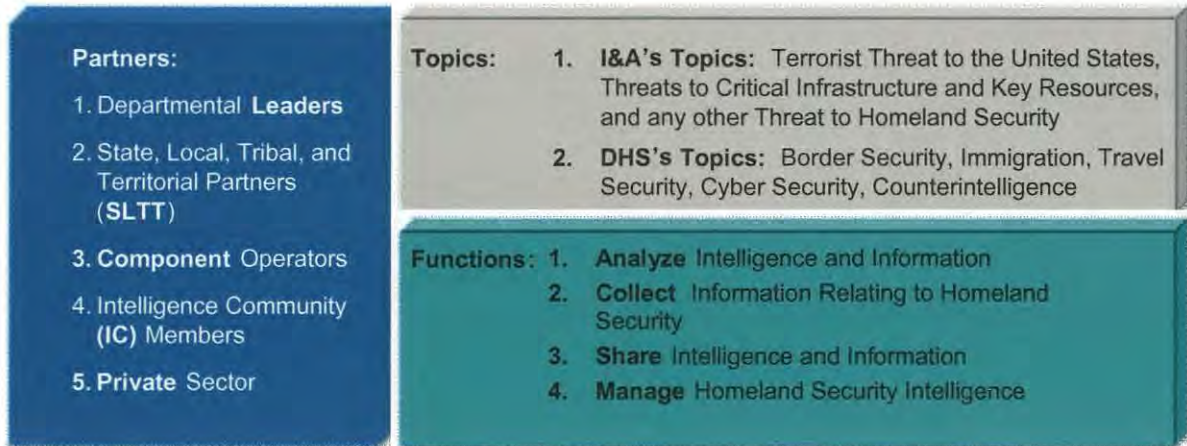 Partners:
1. Departmental Leaders
2. State, Local, Tribal, and
Territorial Partners
(SLTT)
3. Component Operators
4. Intelligence Community
(IC) Members
5. Private Sector
Topics: 1. I&A's Topics: Terrorist Threat to the United States,
Threats to Critical Infrastructure and Key Resources,
and any other Threat to Homeland Security
2. DHS's Topics: Border Security, Immigration, Travel
Security, Cyber Security, Counterintelligence
Functions: 1. Analyze Intelligence and Information
2. Collect Information Relating to Homeland
Security
3. Share Intelligence and Information
4. Manage Homeland Security Intelligence